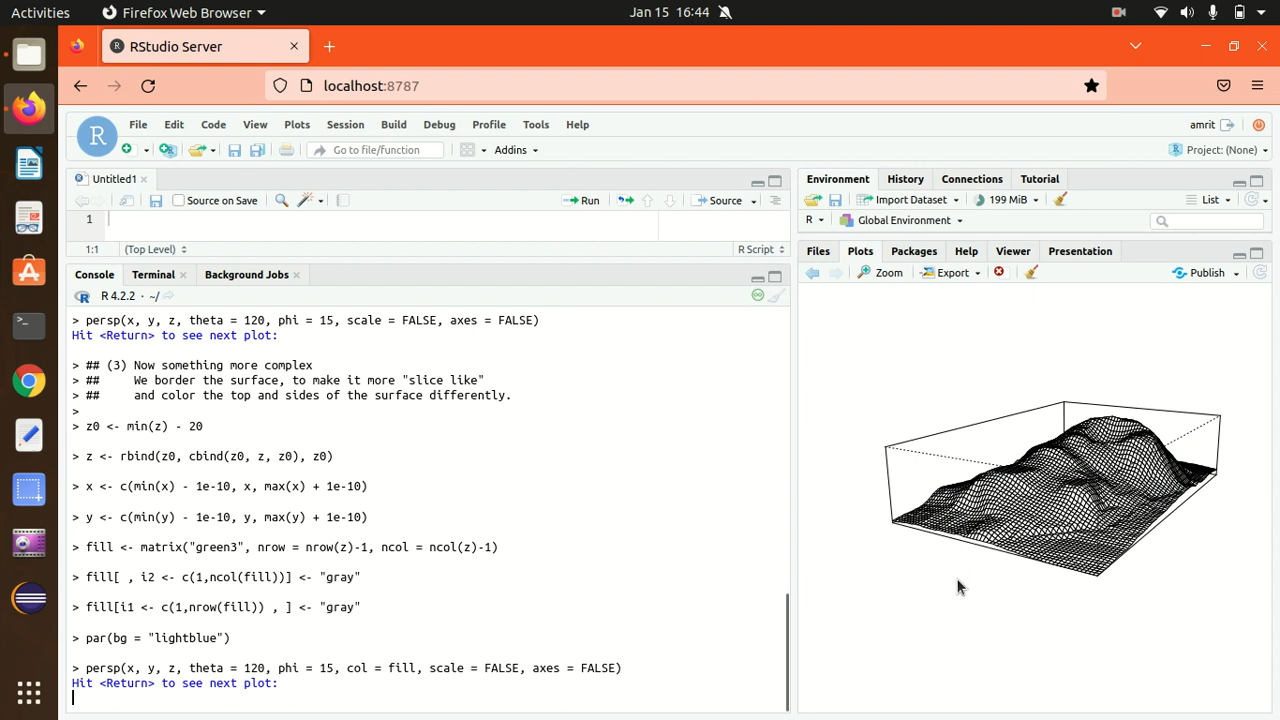 Activities Firefox Web Browser Jan 15 16:44
RStudio Server
localhost:8787
File Edit Code View Plots Session Build Debug Profile Tools Help amrit
Go to file/function Addins Project: (None)
Untitled1
Source on Save Run Source
1
1:1 (Top Level) R Script
Console Terminal Background Jobs
R 4.2.2 · ~/
> persp(x, y, z, theta = 120, phi = 15, scale = FALSE, axes = FALSE)
Hit <Return> to see next plot:
> ## (3) Now something more complex
> ##     We border the surface, to make it more "slice like"
> ##     and color the top and sides of the surface differently.
>
> z0 <- min(z) - 20
> z <- rbind(z0, cbind(z0, z, z0), z0)
> x <- c(min(x) - 1e-10, x, max(x) + 1e-10)
> y <- c(min(y) - 1e-10, y, max(y) + 1e-10)
> fill <- matrix("green3", nrow = nrow(z)-1, ncol = ncol(z)-1)
> fill[ , i2 <- c(1,ncol(fill))] <- "gray"
> fill[i1 <- c(1,nrow(fill)) , ] <- "gray"
> par(bg = "lightblue")
> persp(x, y, z, theta = 120, phi = 15, col = fill, scale = FALSE, axes = FALSE)
Hit <Return> to see next plot:
Environment History Connections Tutorial
Import Dataset 199 MiB List
R Global Environment
Files Plots Packages Help Viewer Presentation
Zoom Export Publish